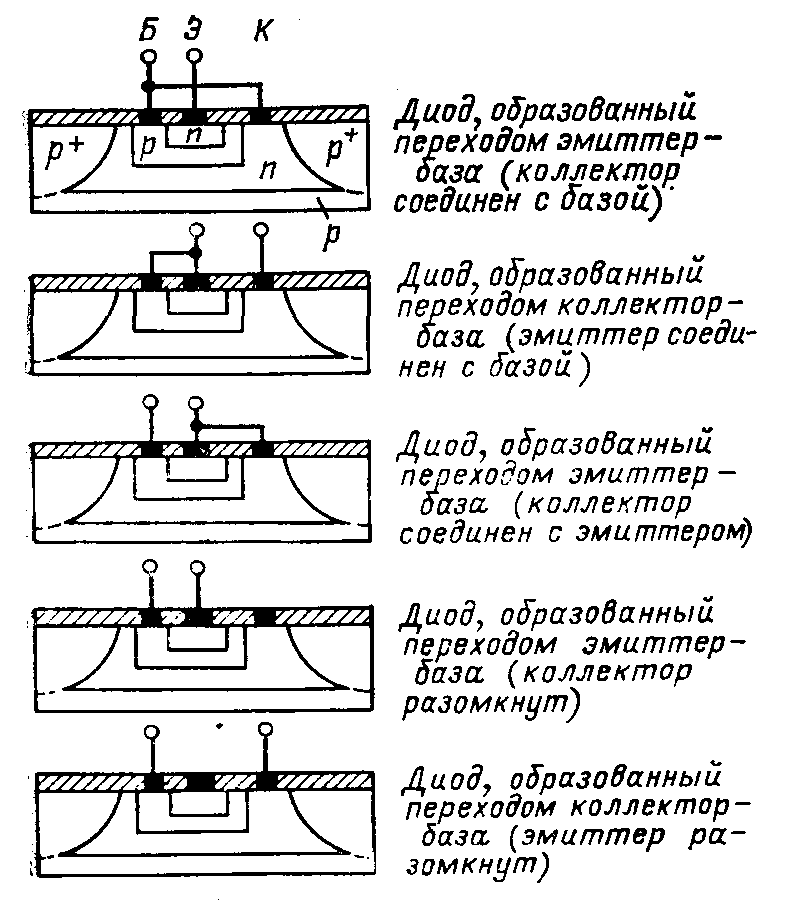 Б Э К
Диод, образованный
переходом эмиттер-
база (коллектор
соединен с базой)
p+ p n n p+
p
Диод, образованный
переходом коллектор-
база (эмиттер соеди-
нен с базой)
Диод, образованный
переходом эмиттер-
база (коллектор
соединен с эмиттером)
Диод, образованный
переходом эмиттер-
база (коллектор
разомкнут)
Диод, образованный
переходом коллектор-
база (эмиттер ра-
зомкнут)